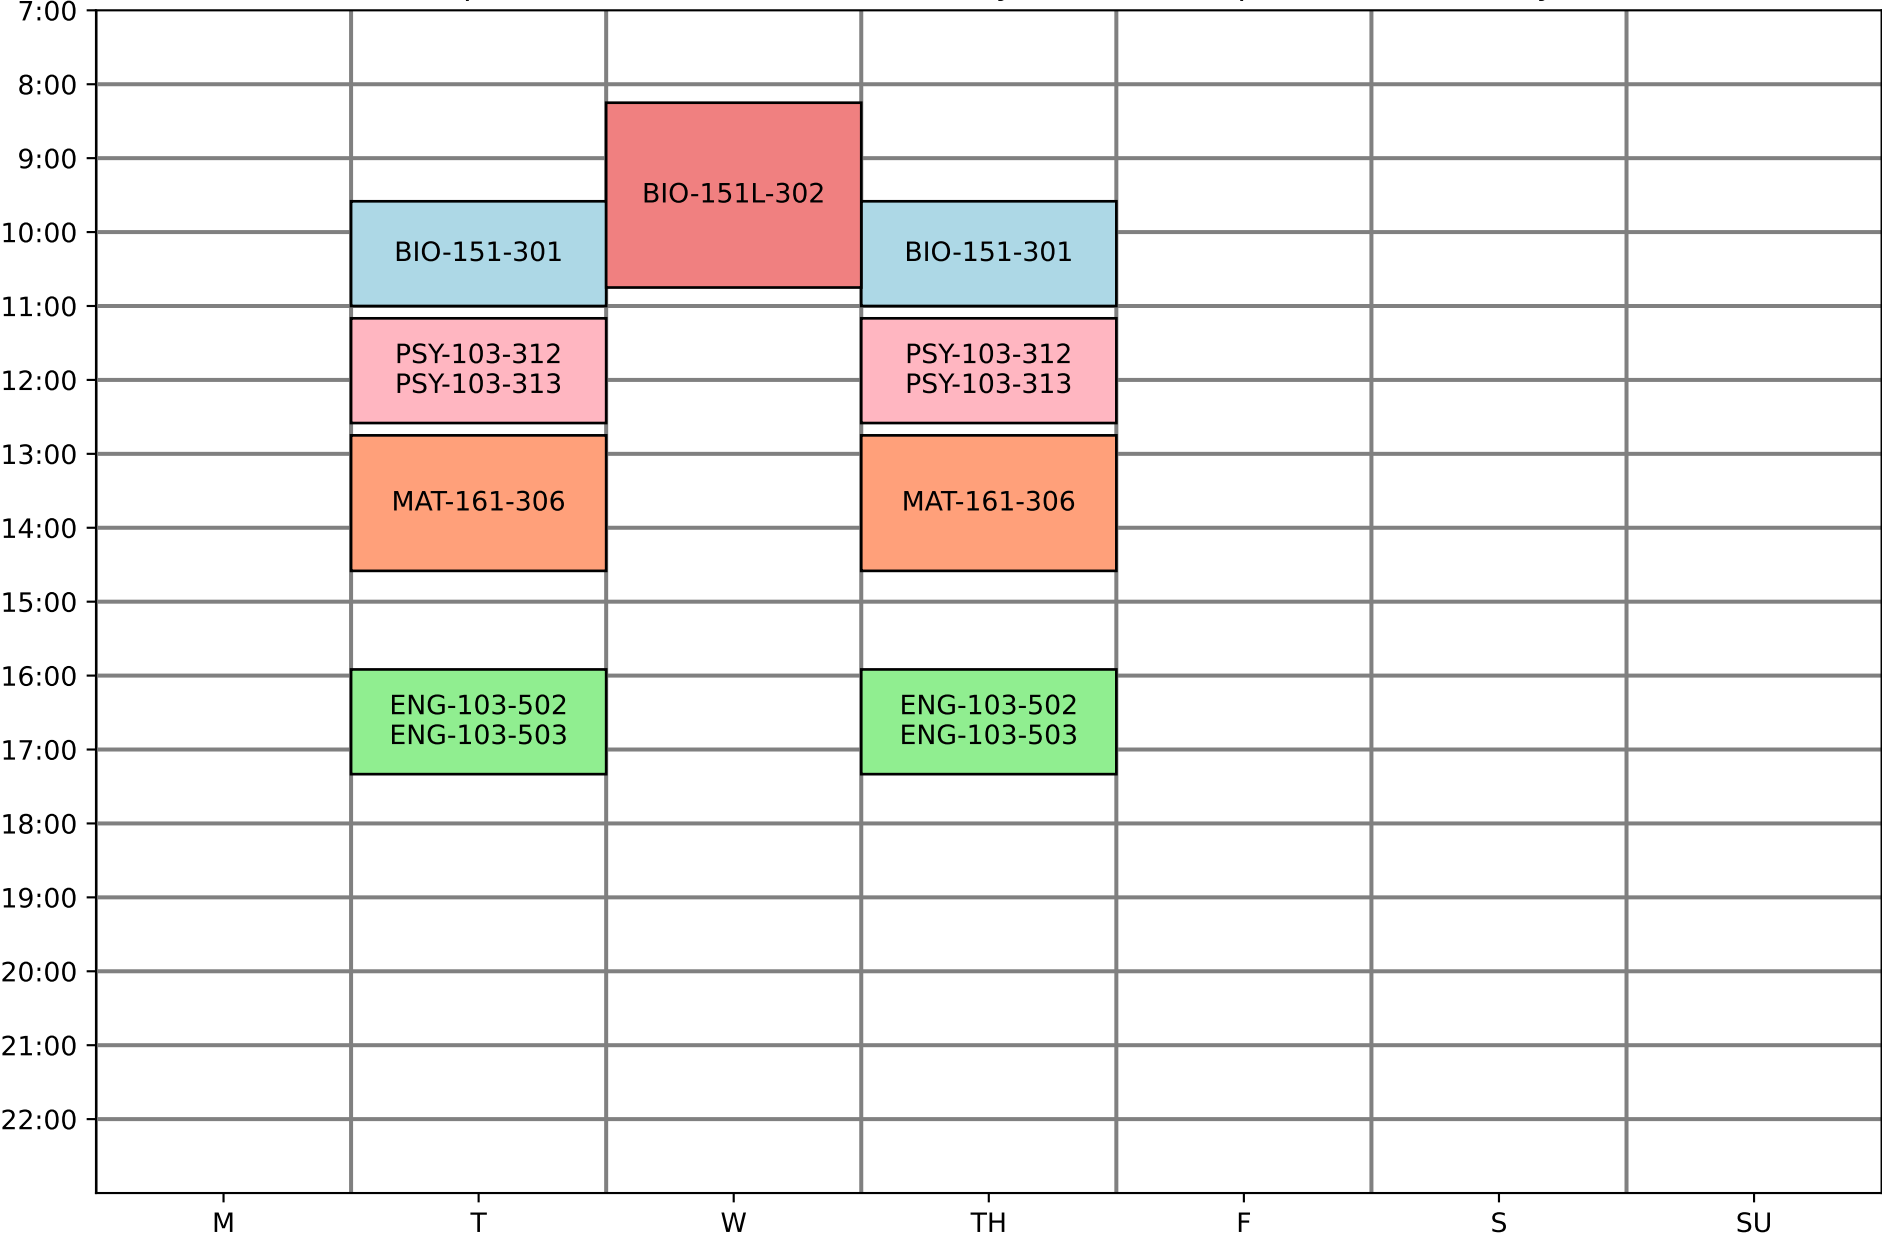 7:00
8:00
9:00
10:00
11:00
12:00
13:00
14:00
15:00
16:00
17:00
18:00
19:00
20:00
21:00
22:00
BIO-151L-302
BIO-151-301
BIO-151-301
PSY-103-312
PSY-103-313
PSY-103-312
PSY-103-313
MAT-161-306
MAT-161-306
ENG-103-502
ENG-103-503
ENG-103-502
ENG-103-503
M T W TH F S SU